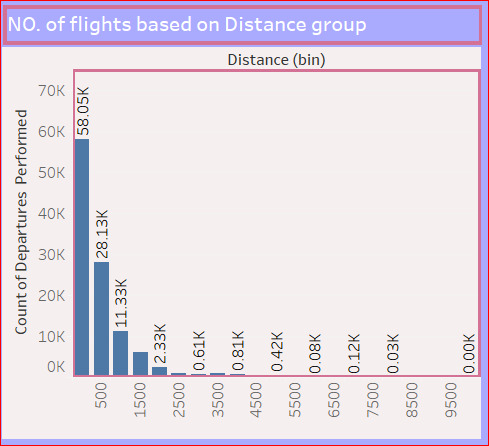 NO. of flights based on Distance group
Distance (bin)
Count of Departures Performed
70K
60K
50K
40K
30K
20K
10K
0K
58.05K
28.13K
11.33K
2.33K
0.61K
0.81K
0.42K
0.08K
0.12K
0.03K
0.00K
500
1500
2500
3500
4500
5500
6500
7500
8500
9500